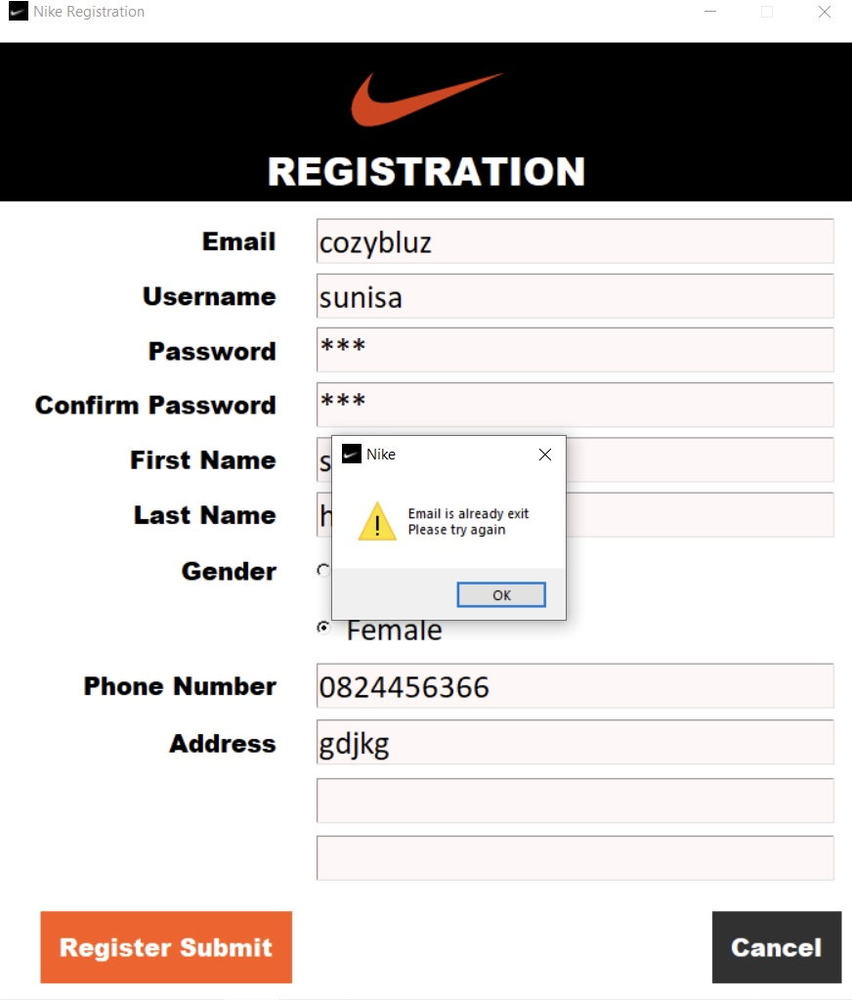 Nike Registration
REGISTRATION
Email cozybluz
Username sunisa
Password ***
Confirm Password ***
First Name s
Last Name h
Nike
Email is already exit
Please try again
OK
Gender
Female
Phone Number 0824456366
Address gdjkg
Register Submit Cancel